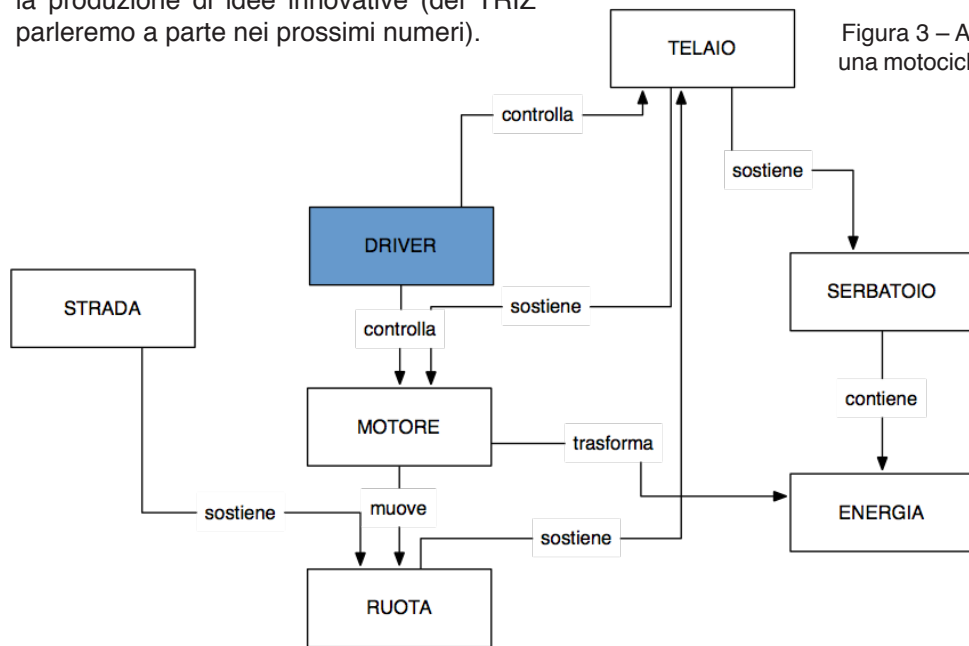 la produzione di idee innovative (del TRIZ
parleremo a parte nei prossimi numeri).
Figura 3 – A
una motocicl
TELAIO
controlla
sostiene
DRIVER
STRADA
sostiene
SERBATOIO
controlla
contiene
MOTORE
trasforma
sostiene
muove
ENERGIA
sostiene
RUOTA